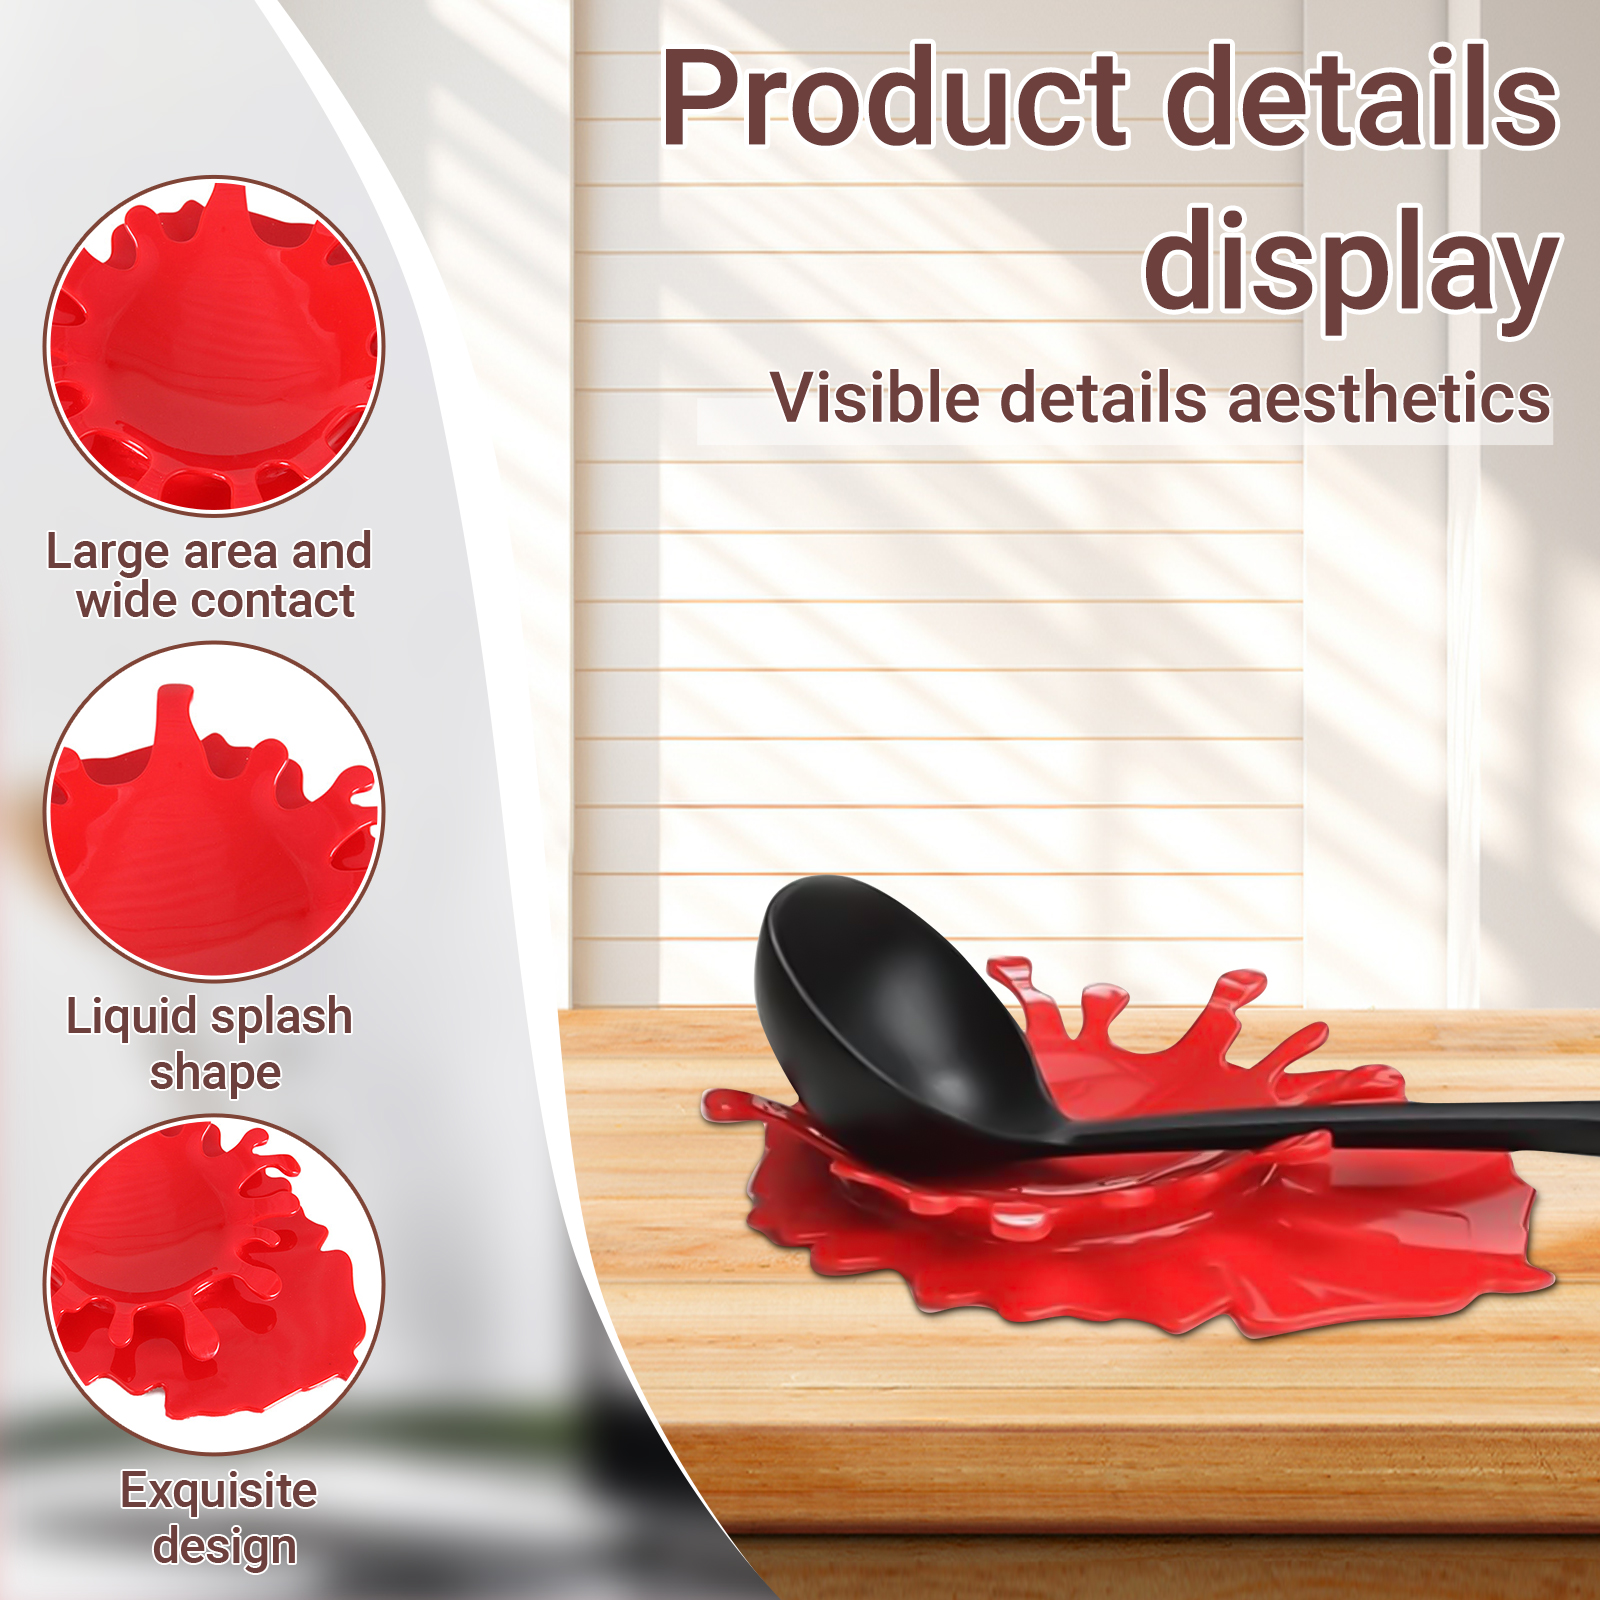 Product details
display
Visible details aesthetics
Large area and
wide contact
Liquid splash
shape
Exquisite
design